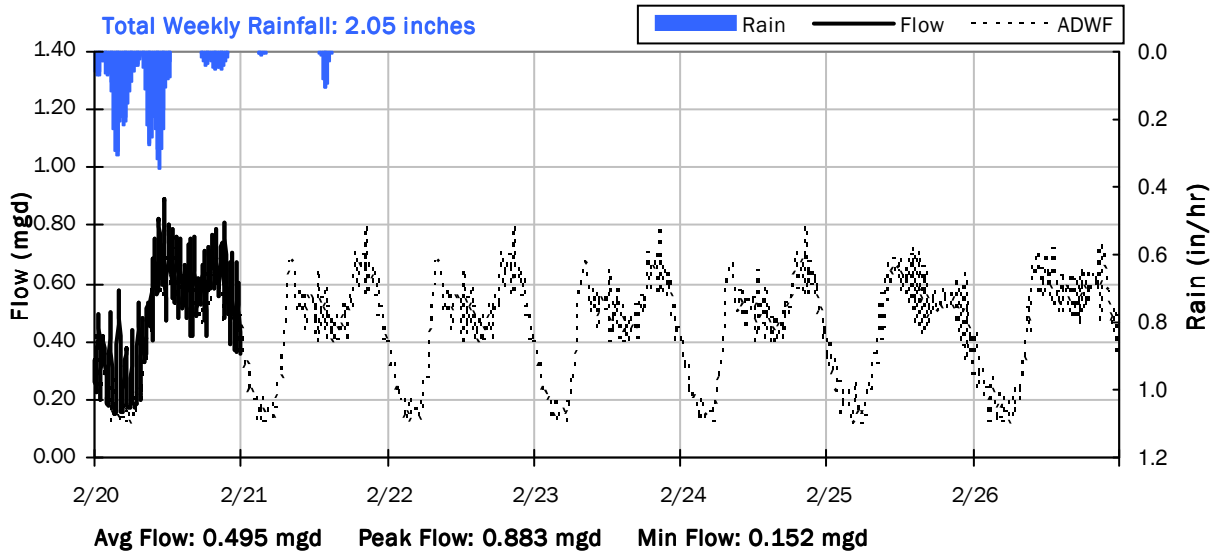 Total Weekly Rainfall: 2.05 inches
Rain Flow ADWF
1.40
1.20
1.00
0.80
0.60
0.40
0.20
0.00
Flow (mgd)
0.0
0.2
0.4
0.6
0.8
1.0
1.2
Rain (in/hr)
2/20 2/21 2/22 2/23 2/24 2/25 2/26
Avg Flow: 0.495 mgd Peak Flow: 0.883 mgd Min Flow: 0.152 mgd